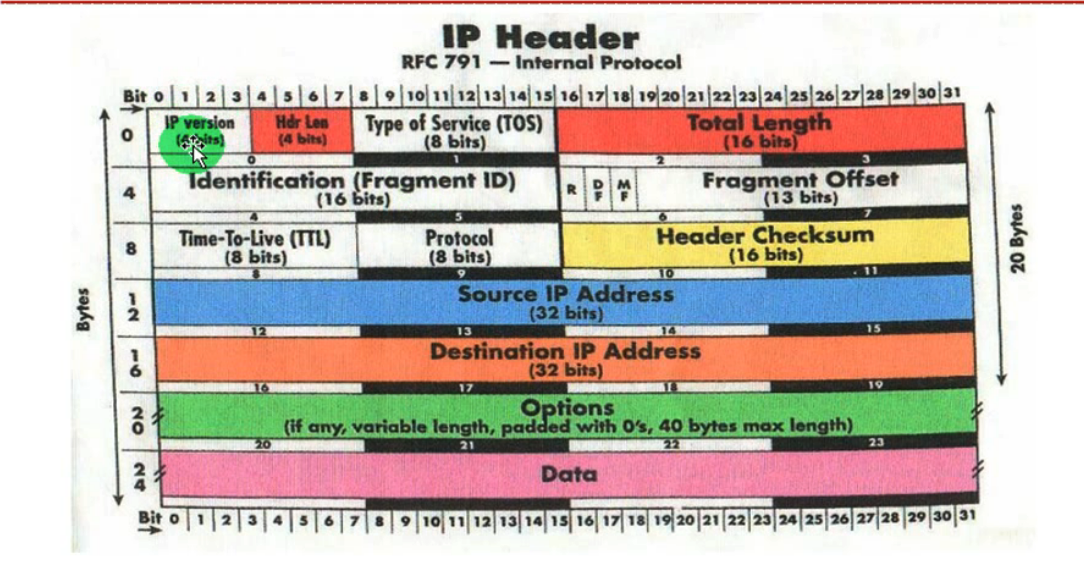 IP Header
RFC 791 — Internal Protocol
Bit 0 1 2 3 4 5 6 7 8 9 10 11 12 13 14 15 16 17 18 19 20 21 22 23 24 25 26 27 28 29 30 31
0 IP version Hdr Len Type of Service (TOS) Total Length
bits) (4 bits) (8 bits) (16 bits)
0 1 2 3
4 Identification (Fragment ID) R DF MF Fragment Offset
(16 bits) (13 bits)
4 5 6 7
8 Time-To-Live (TTL) Protocol Header Checksum
(8 bits) (8 bits) (16 bits)
8 9 10 11
12 Source IP Address
(32 bits)
12 13 14 15
16 Destination IP Address
(32 bits)
16 17 18 19
20 Options
(if any, variable length, padded with 0's, 40 bytes max length)
20 21 22 23
24 Data
Bit 0 1 2 3 4 5 6 7 8 9 10 11 12 13 14 15 16 17 18 19 20 21 22 23 24 25 26 27 28 29 30 31
Bytes
20 Bytes